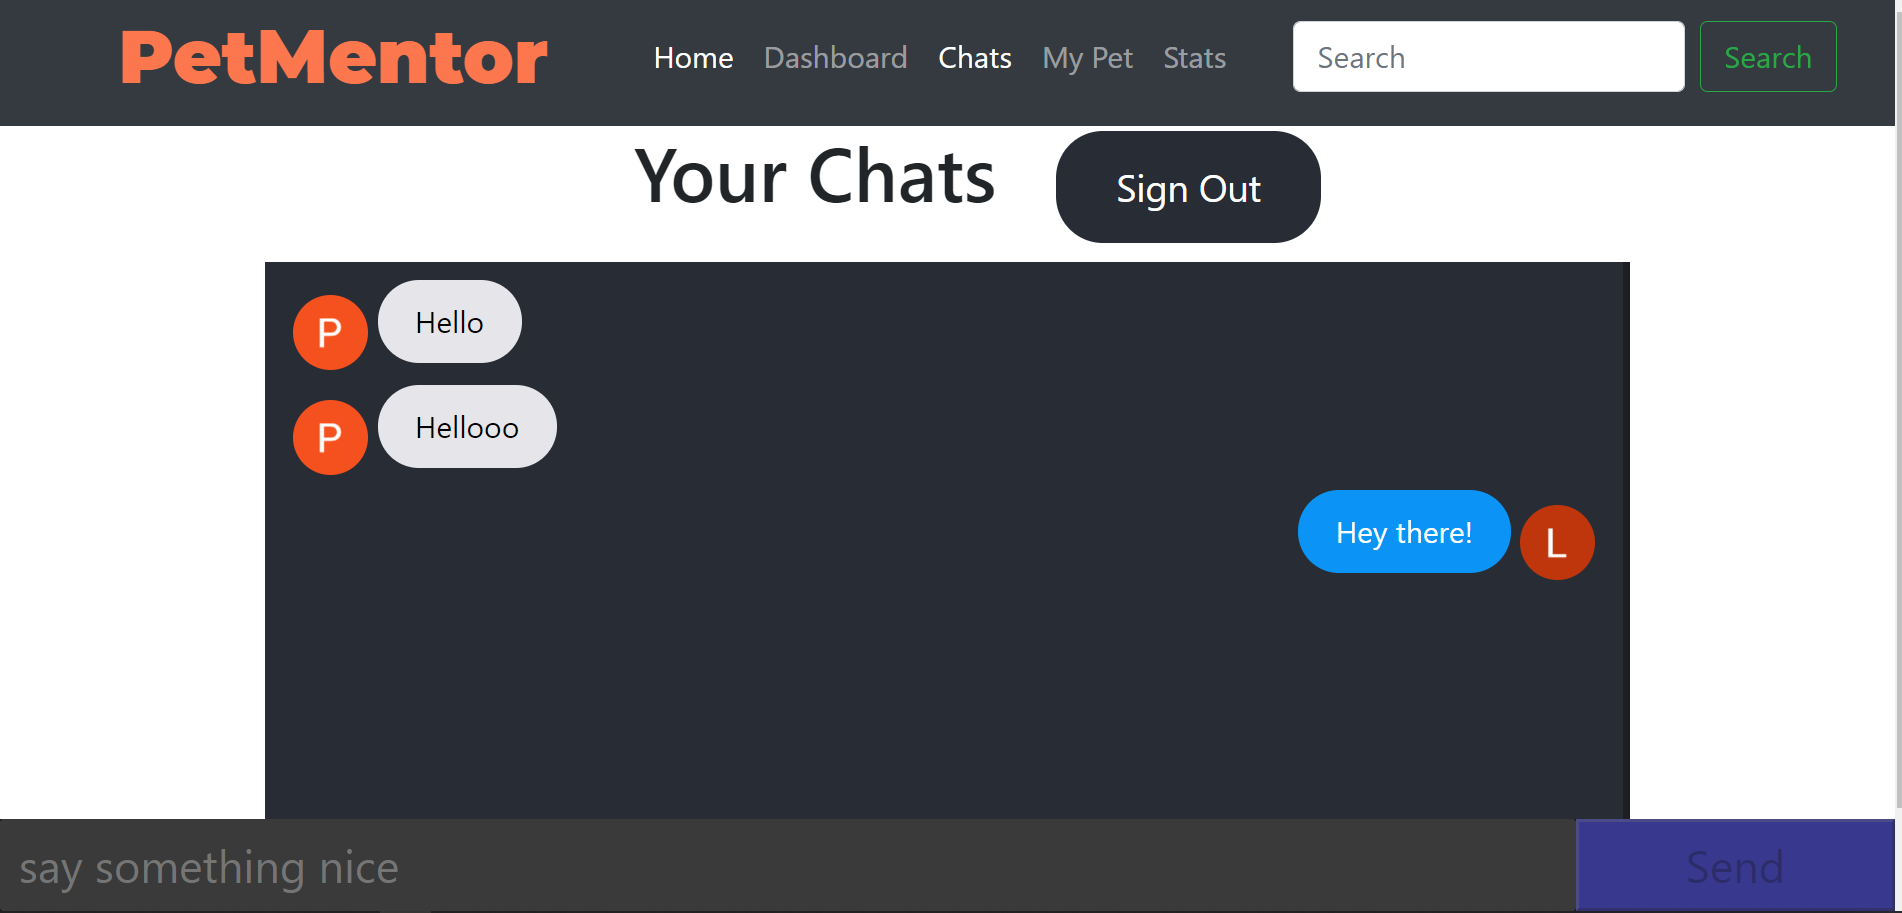 PetMentor Home Dashboard Chats My Pet Stats Search Search
Your Chats Sign Out
P Hello
P Hellooo
Hey there! L
say something nice Send